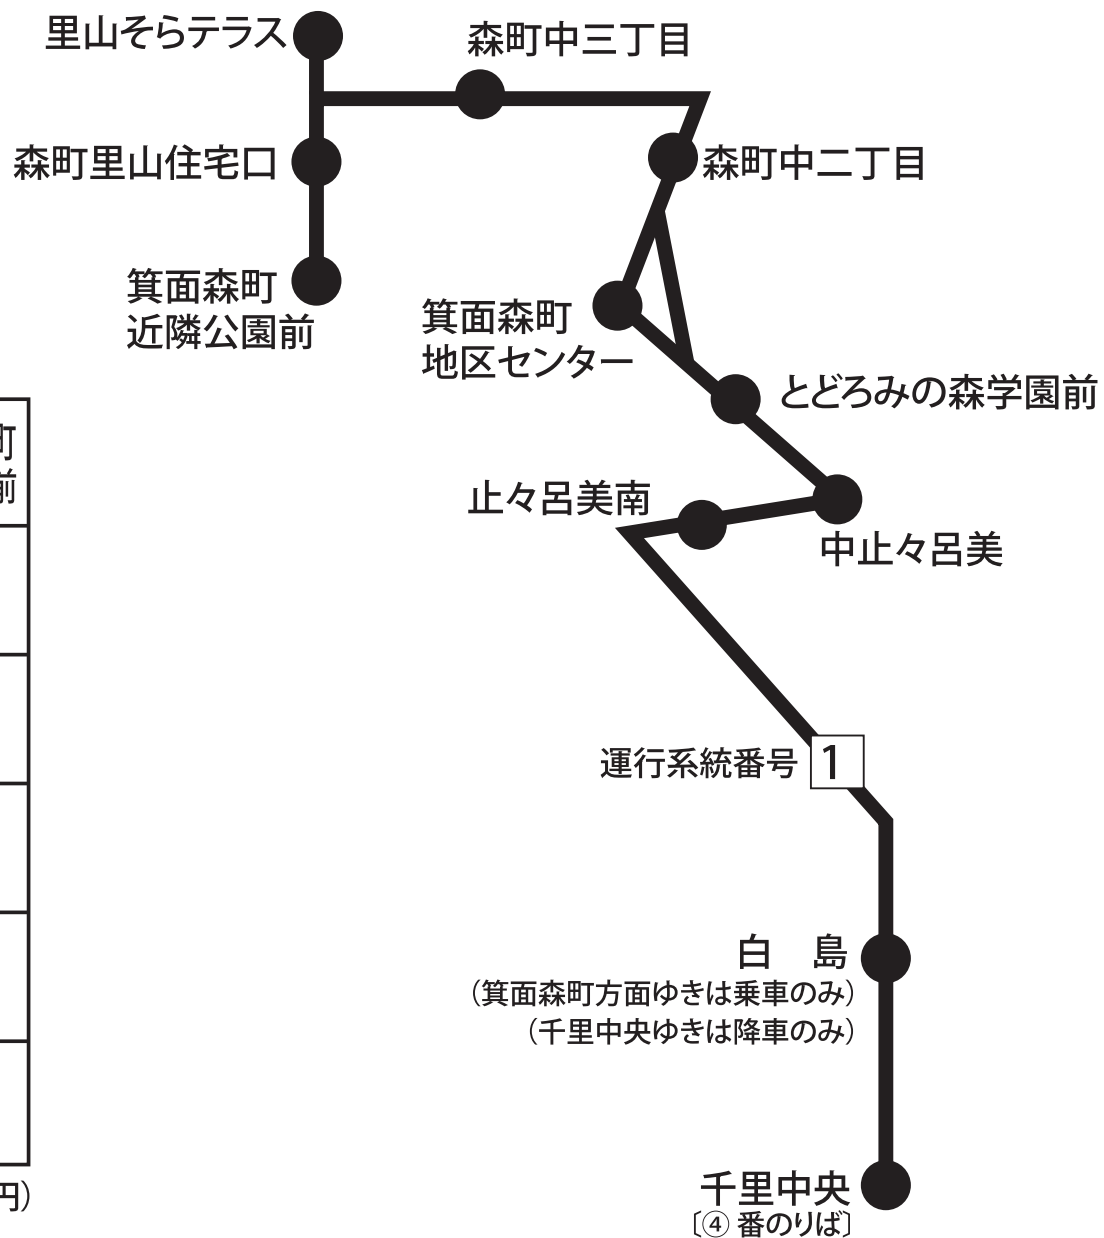 里山そらテラス
森町中三丁目
森町里山住宅口
森町中二丁目
箕面森町
近隣公園前
箕面森町
地区センター
とどろみの森学園前
町
前
止々呂美南
中止々呂美
運行系統番号 1
白　島
（箕面森町方面ゆきは乗車のみ）
（千里中央ゆきは降車のみ）
千里中央
〔④ 番のりば〕
円）